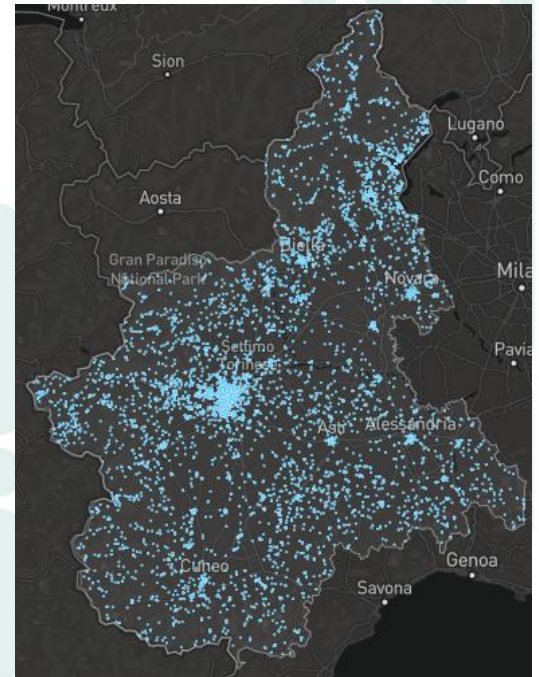 Montreux
Sion
Lugano
Como
Aosta
Gran Paradiso
National Park
Biella
Novara
Mila
Settimo
Torinese
Pavia
Asti
Alessandria
Cuneo
Genoa
Savona